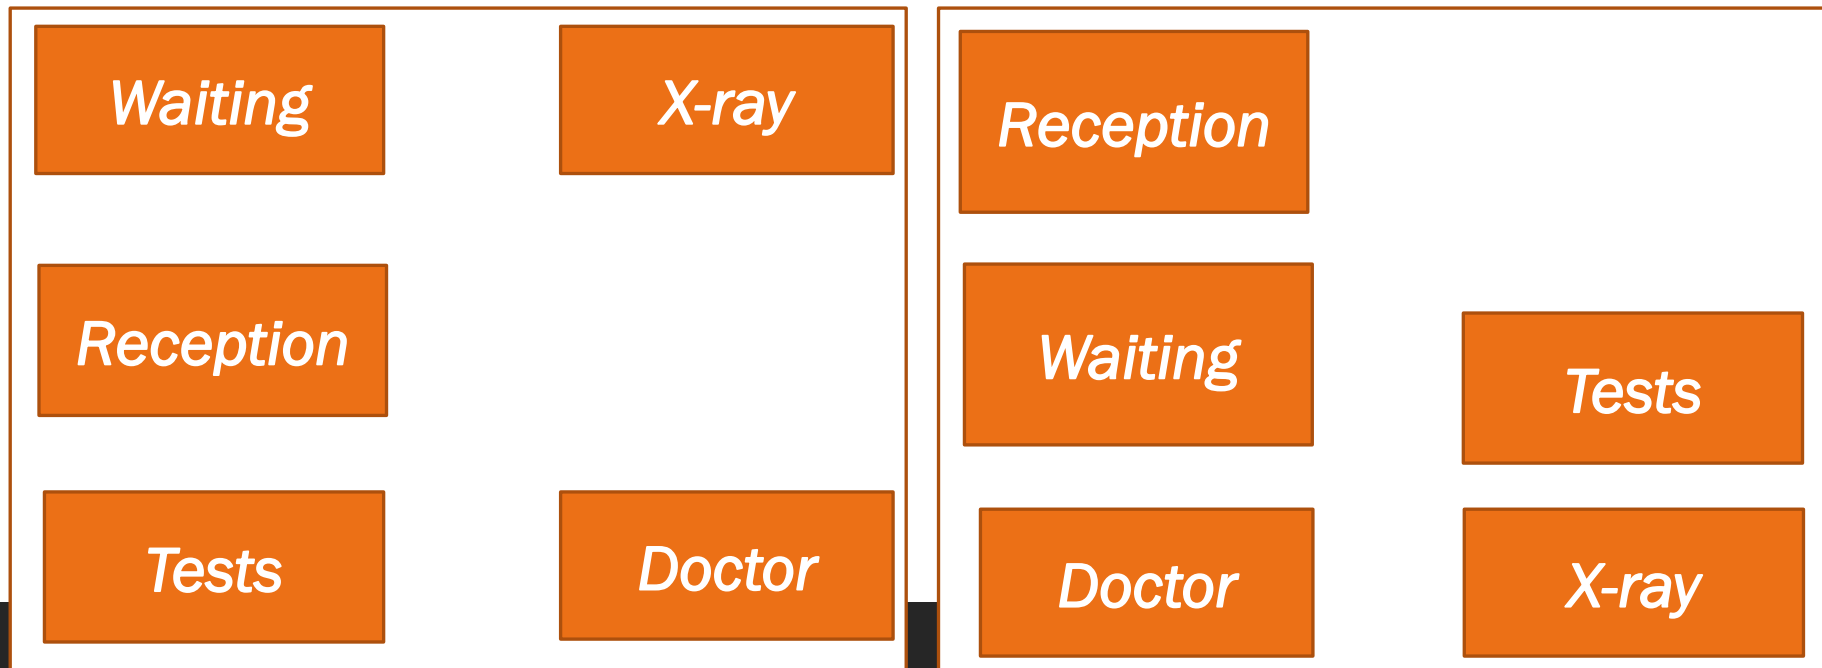 Waiting
X-ray
Reception
Tests
Doctor
Reception
Waiting
Tests
Doctor
X-ray